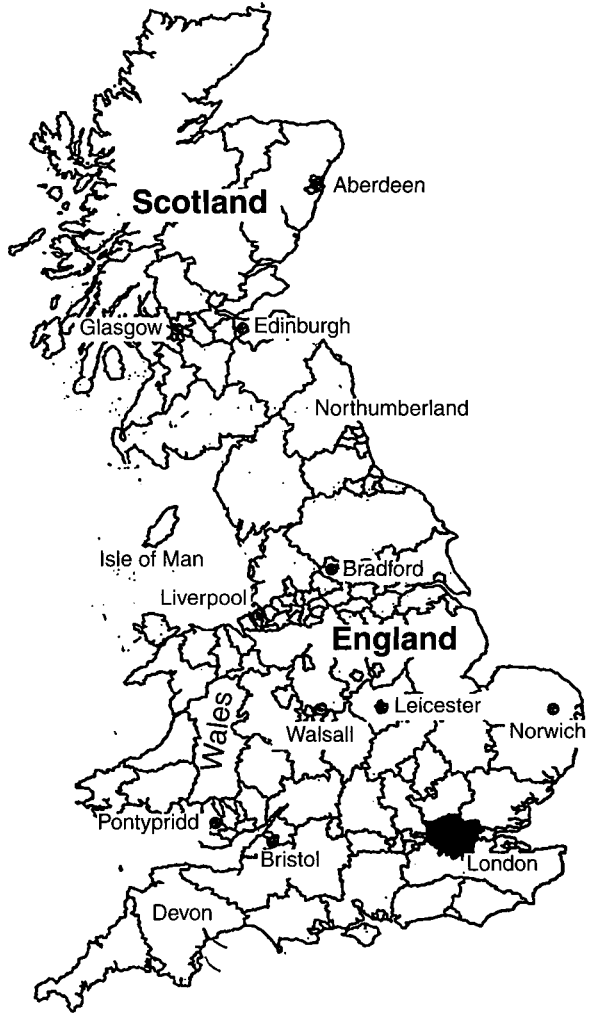 Aberdeen
Scotland
Glasgow
Edinburgh
Northumberland
Isle of Man
Bradford
Liverpool
England
Wales
Leicester
Walsall
Norwich
Pontypridd
Bristol
London
Devon